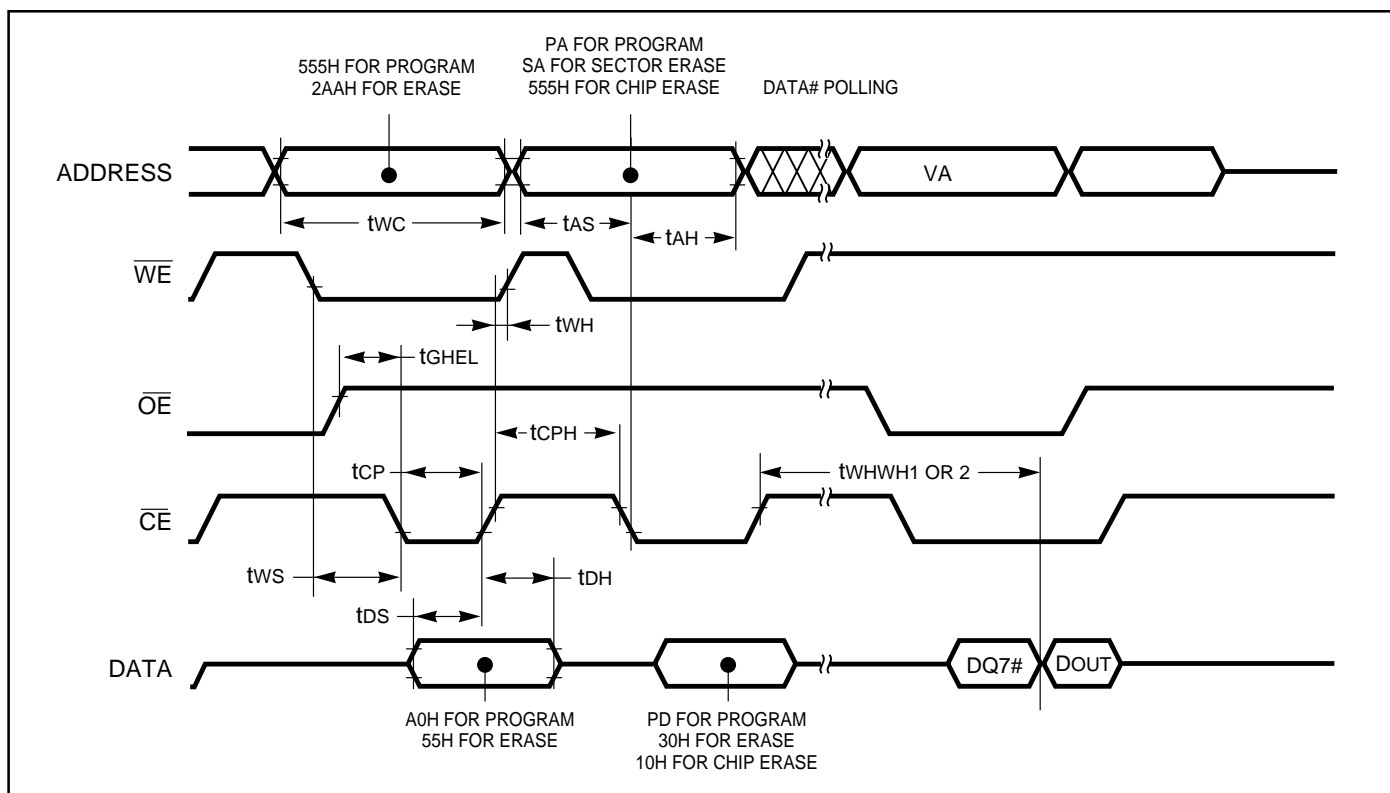 PA FOR PROGRAM
SA FOR SECTOR ERASE
555H FOR CHIP ERASE
555H FOR PROGRAM
2AAH FOR ERASE
DATA# POLLING
ADDRESS
VA
tWC
tAS
tAH
WE
tWH
tGHEL
OE
tCPH
tCP
tWHWH1 OR 2
CE
tWS
tDH
tDS
DATA
DQ7#
DOUT
A0H FOR PROGRAM
55H FOR ERASE
PD FOR PROGRAM
30H FOR ERASE
10H FOR CHIP ERASE